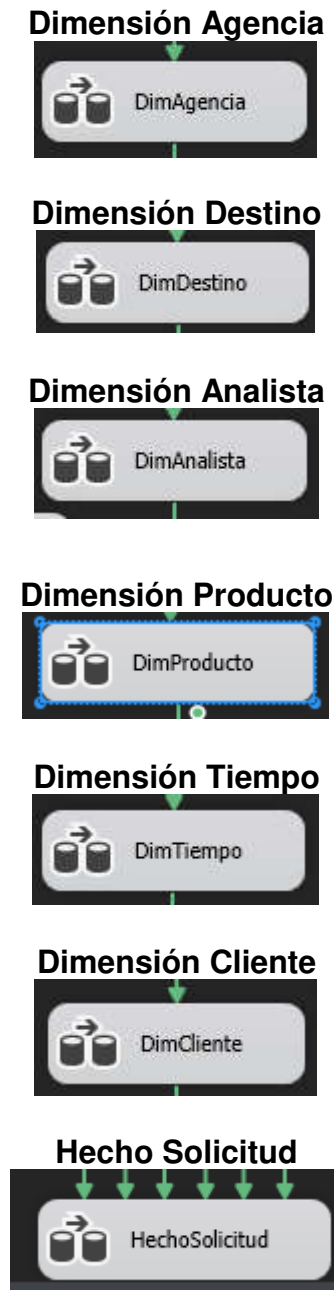 Dimensión Agencia
DimAgencia
Dimensión Destino
DimDestino
Dimensión Analista
DimAnalista
Dimensión Producto
DimProducto
Dimensión Tiempo
DimTiempo
Dimensión Cliente
DimCliente
Hecho Solicitud
HechoSolicitud